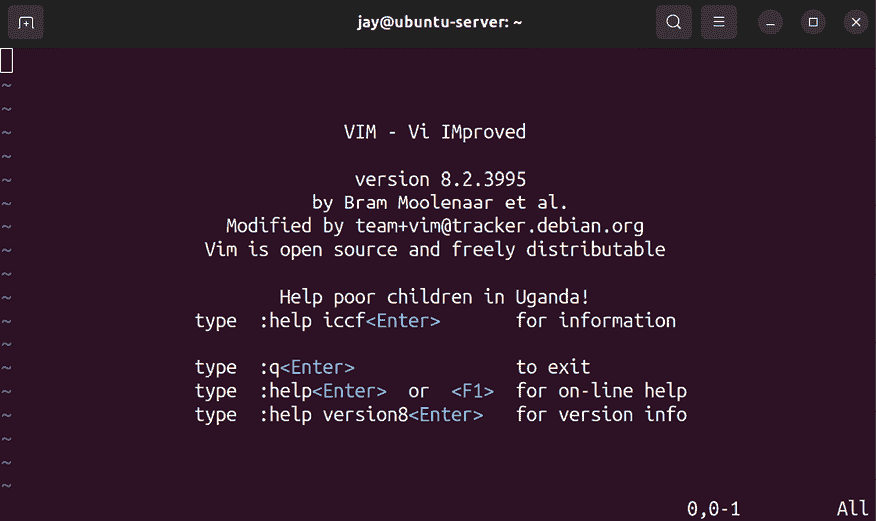 jay@ubuntu-server: ~
~
~
~
VIM - Vi IMproved
~
~
version 8.2.3995
~
by Bram Moolenaar et al.
~
Modified by team+vim@tracker.debian.org
~
Vim is open source and freely distributable
~
~
Help poor children in Uganda!
~
type  :help iccf<Enter>       for information
~
~
type  :q<Enter>               to exit
~
type  :help<Enter>  or  <F1>  for on-line help
~
type  :help version8<Enter>   for version info
~
~
~
0,0-1         All